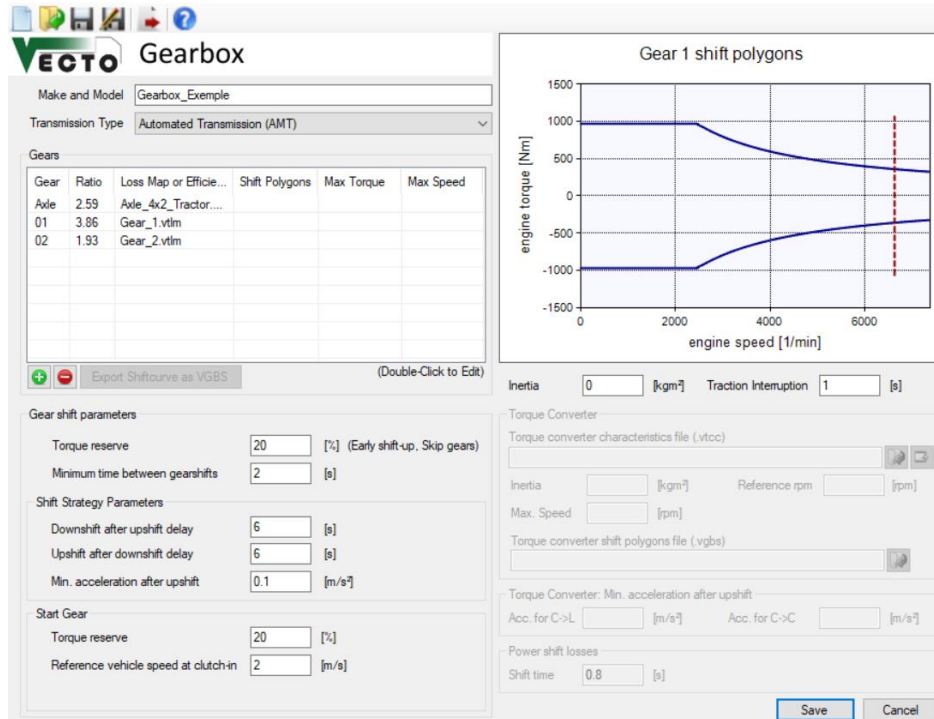 VECTO Gearbox
Make and Model Gearbox_Exemple
Transmission Type Automated Transmission (AMT)
Gears
Gear Ratio Loss Map or Efficie... Shift Polygons Max Torque Max Speed
Axle 2.59 Axle_4x2_Tractor....
01 3.86 Gear_1.vtlm
02 1.93 Gear_2.vtlm
Export Shiftcurve as VGBS (Double-Click to Edit)
Gear shift parameters
Torque reserve 20 [%] (Early shift-up, Skip gears)
Minimum time between gearshifts 2 [s]
Shift Strategy Parameters
Downshift after upshift delay 6 [s]
Upshift after downshift delay 6 [s]
Min. acceleration after upshift 0.1 [m/s²]
Start Gear
Torque reserve 20 [%]
Reference vehicle speed at clutch-in 2 [m/s]
Gear 1 shift polygons
1500
1000
500
0
-500
-1000
-1500
engine torque [Nm]
0 2000 4000 6000
engine speed [1/min]
Inertia 0 [kgm²] Traction Interruption 1 [s]
Torque Converter
Torque converter characteristics file (.vtcc)
Inertia [kgm²] Reference rpm [rpm]
Max. Speed [rpm]
Torque converter shift polygons file (.vgbs)
Torque Converter: Min. acceleration after upshift
Acc. for C->L [m/s²] Acc. for C->C [m/s²]
Power shift losses
Shift time 0.8 [s]
Save Cancel